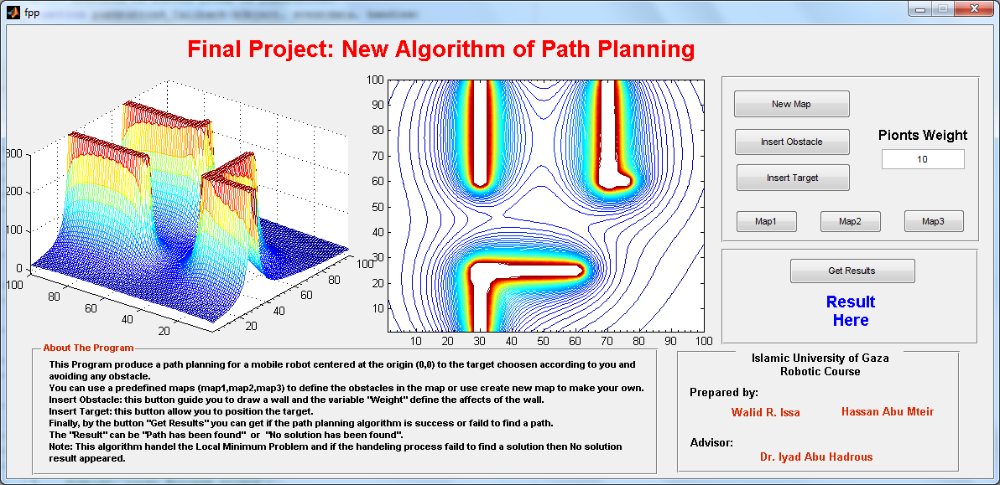 fpp
Final Project: New Algorithm of Path Planning
300
200
100
0
100
80
60
40
20
20
40
60
80
100
100
90
80
70
60
50
40
30
20
10
10
20
30
40
50
60
70
80
90
100
New Map
Insert Obstacle
Insert Target
Pionts Weight
10
Map1
Map2
Map3
Get Results
Result
Here
About The Program
This Program produce a path planning for a mobile robot centered at the origin (0,0) to the target choosen according to you and
avoiding any obstacle.
You can use a predefined maps (map1,map2,map3) to define the obstacles in the map or use create new map to make your own.
Insert Obstacle: this button guide you to draw a wall and the variable "Weight" define the affects of the wall.
Insert Target: this button allow you to position the target.
Finally, by the button "Get Results" you can get if the path planning algorithm is success or faild to find a path.
The "Result" can be "Path has been found" or "No solution has been found".
Note: This algorithm handel the Local Minimum Problem and if the handeling process faild to find a solution then No solution
result appeared.
Islamic University of Gaza
Robotic Course
Prepared by:
Walid R. Issa
Hassan Abu Mteir
Advisor:
Dr. Iyad Abu Hadrous